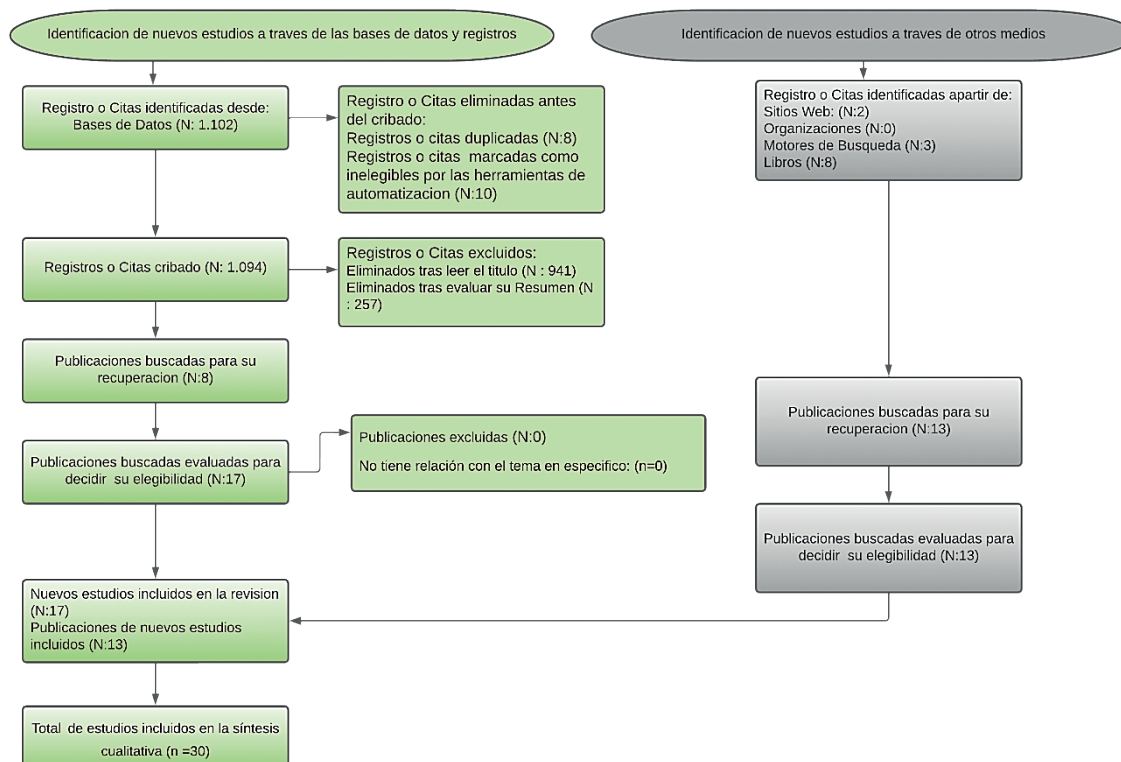 Identificacion de nuevos estudios a traves de las bases de datos y registros
Identificacion de nuevos estudios a traves de otros medios
Registro o Citas identificadas desde:
Bases de Datos (N: 1.102)
Registro o Citas eliminadas antes
del cribado:
Registros o citas duplicadas (N:8)
Registros o citas marcadas como
inelegibles por las herramientas de
automatizacion (N:10)
Registro o Citas identificadas apartir de:
Sitios Web: (N:2)
Organizaciones (N:0)
Motores de Busqueda (N:3)
Libros (N:8)
Registros o Citas cribado (N: 1.094)
Registros o Citas excluidos:
Eliminados tras leer el titulo (N : 941)
Eliminados tras evaluar su Resumen (N
: 257)
Publicaciones buscadas para su
recuperacion (N:8)
Publicaciones buscadas para su
recuperacion (N:13)
Publicaciones buscadas evaluadas para
decidir su elegibilidad (N:17)
Publicaciones excluidas (N:0)
No tiene relación con el tema en especifico: (n=0)
Publicaciones buscadas evaluadas para
decidir su elegibilidad (N:13)
Nuevos estudios incluidos en la revision
(N:17)
Publicaciones de nuevos estudios
incluidos (N:13)
Total de estudios incluidos en la síntesis
cualitativa (n =30)